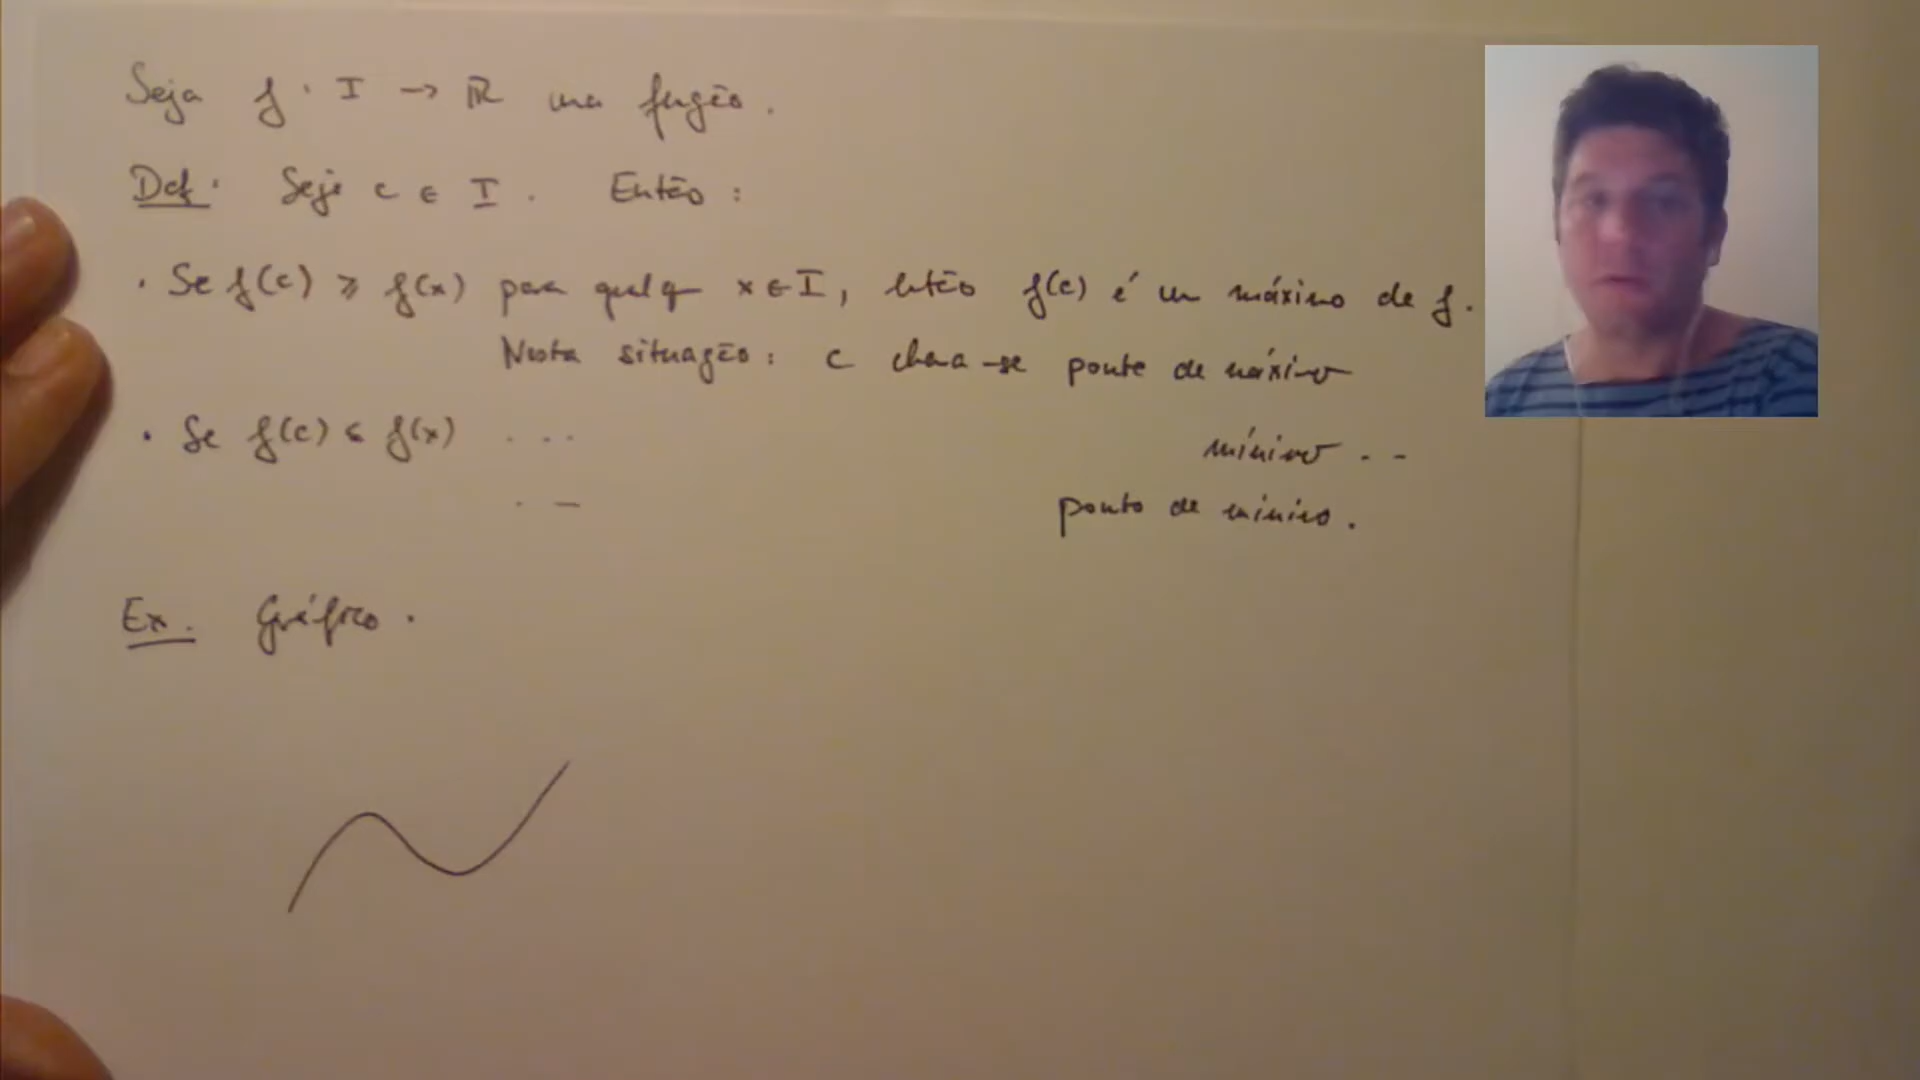 Seja f : I → ℝ uma função.
Def: Seja c ∈ I. Então:
• Se f(c) ≥ f(x) para qualq x ∈ I, então f(c) é um máximo de f.
Nesta situação: c chama-se ponto de máximo
• Se f(c) ≤ f(x) ... mínimo . . 
. . ponto de mínimo.
Ex. Gráfico.